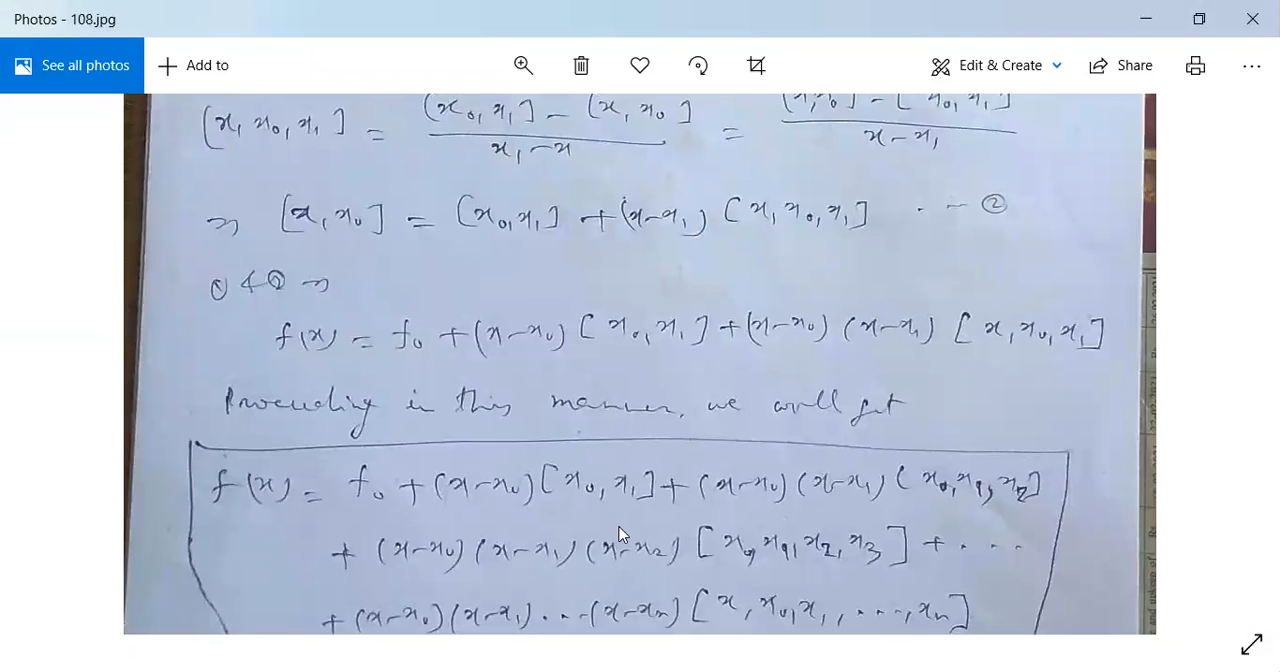 Photos - 108.jpg
See all photos
Add to
Edit & Create
Share
[x, x₀, x₁] = ([x₀, x₁] - [x, x₀]) / (x₁ - x) = ([x, x₀] - [x₀, x₁]) / (x - x₁)
⇒ [x, x₀] = [x₀, x₁] + (x-x₁) [x, x₀, x₁] . -- ②
① & ② ⇒
f(x) = f₀ + (x-x₀) [x₀, x₁] + (x-x₀) (x-x₁) [x, x₀, x₁]
Proceeding in this manner, we will get
f(x) = f₀ + (x-x₀) [x₀, x₁] + (x-x₀) (x-x₁) [x₀, x₁, x₂]
+ (x-x₀) (x-x₁) (x-x₂) [x₀, x₁, x₂, x₃] + ....
+ (x-x₀) (x-x₁) ... (x-xₙ) [x, x₀, x₁, ...., xₙ]